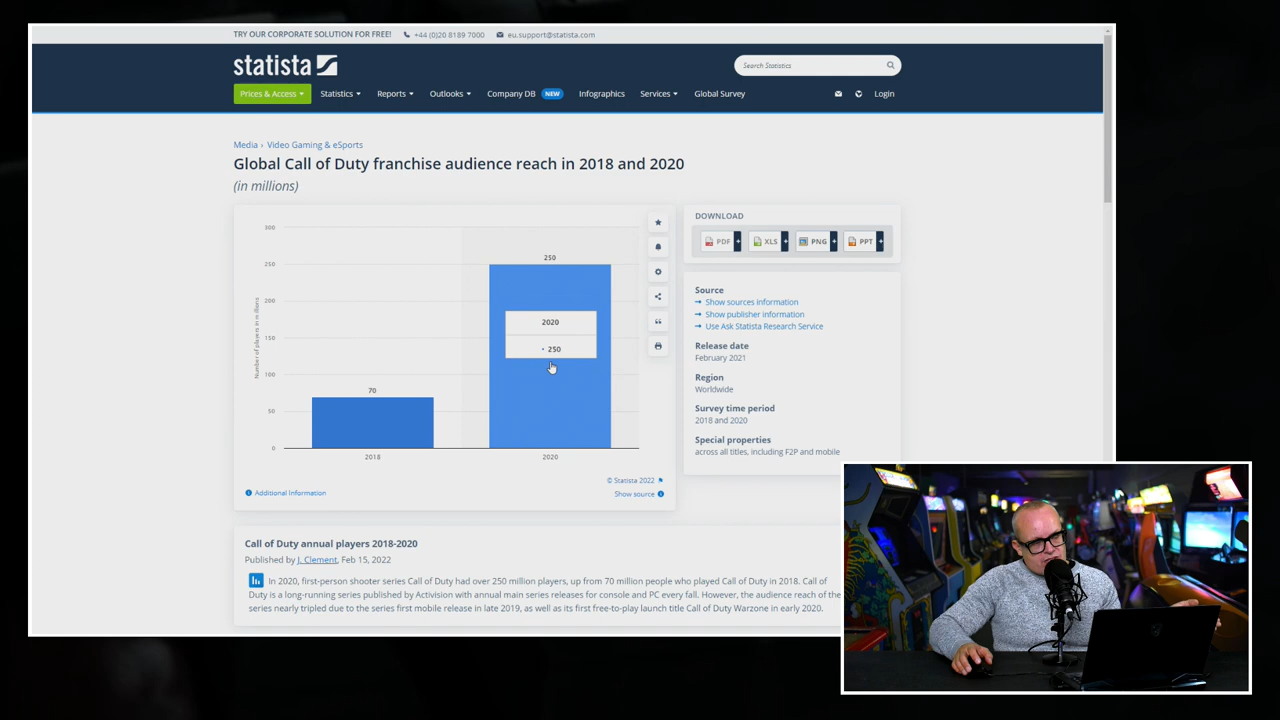 TRY OUR CORPORATE SOLUTION FOR FREE! +44 (0)20 8189 7000 eu.support@statista.com
statista
Search Statistics
Prices & Access Statistics Reports Outlooks Company DB NEW Infographics Services Global Survey Login
Media › Video Gaming & eSports
Global Call of Duty franchise audience reach in 2018 and 2020
(in millions)
DOWNLOAD
PDF + XLS + PNG + PPT +
Number of players in millions
300
250
200
150
100
50
0
70
250
2020
• 250
2018
2020
© Statista 2022
Additional Information
Show source
Source
→ Show sources information
→ Show publisher information
→ Use Ask Statista Research Service
Release date
February 2021
Region
Worldwide
Survey time period
2018 and 2020
Special properties
across all titles, including F2P and mobile
Call of Duty annual players 2018-2020
Published by J. Clement, Feb 15, 2022
In 2020, first-person shooter series Call of Duty had over 250 million players, up from 70 million people who played Call of Duty in 2018. Call of
Duty is a long-running series published by Activision with annual main series releases for console and PC every fall. However, the audience reach of the
series nearly tripled due to the series first mobile release in late 2019, as well as its first free-to-play launch title Call of Duty Warzone in early 2020.